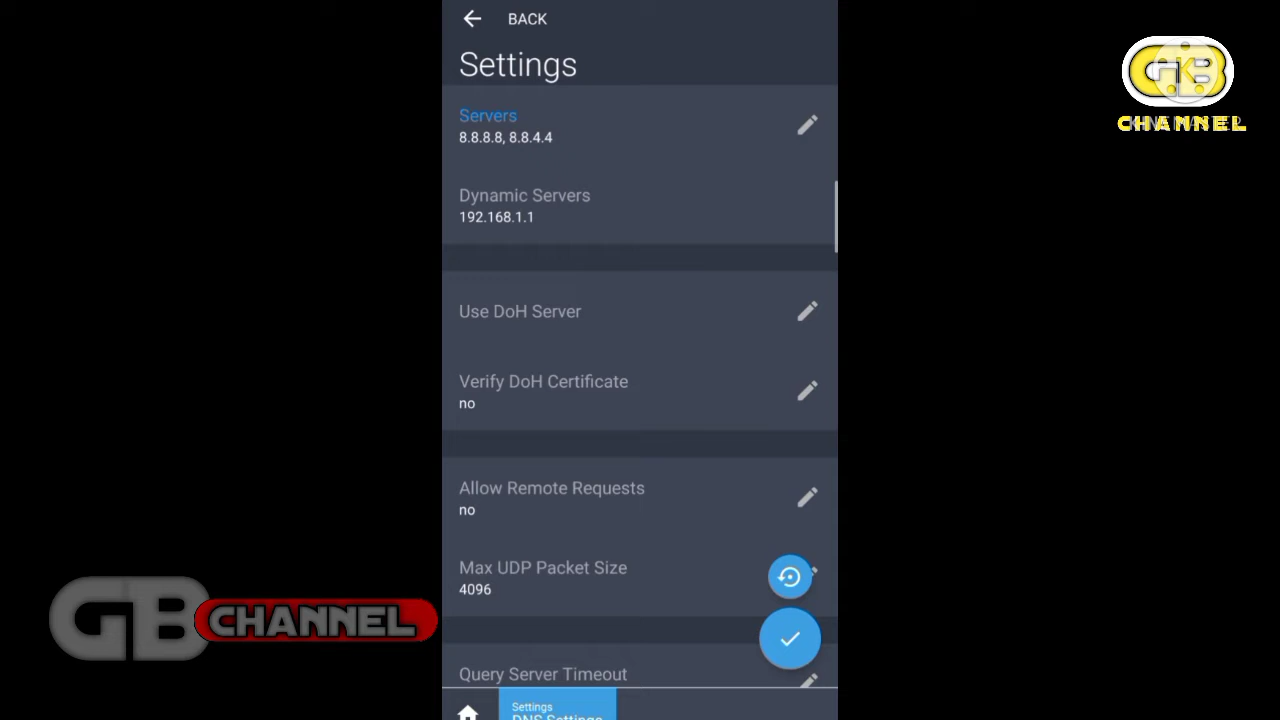 BACK
Settings
Servers
8.8.8.8, 8.8.4.4
Dynamic Servers
192.168.1.1
Use DoH Server
Verify DoH Certificate
no
Allow Remote Requests
no
Max UDP Packet Size
4096
Query Server Timeout
Settings
DNS Settings
GB
CHANNEL
GB
CHANNEL